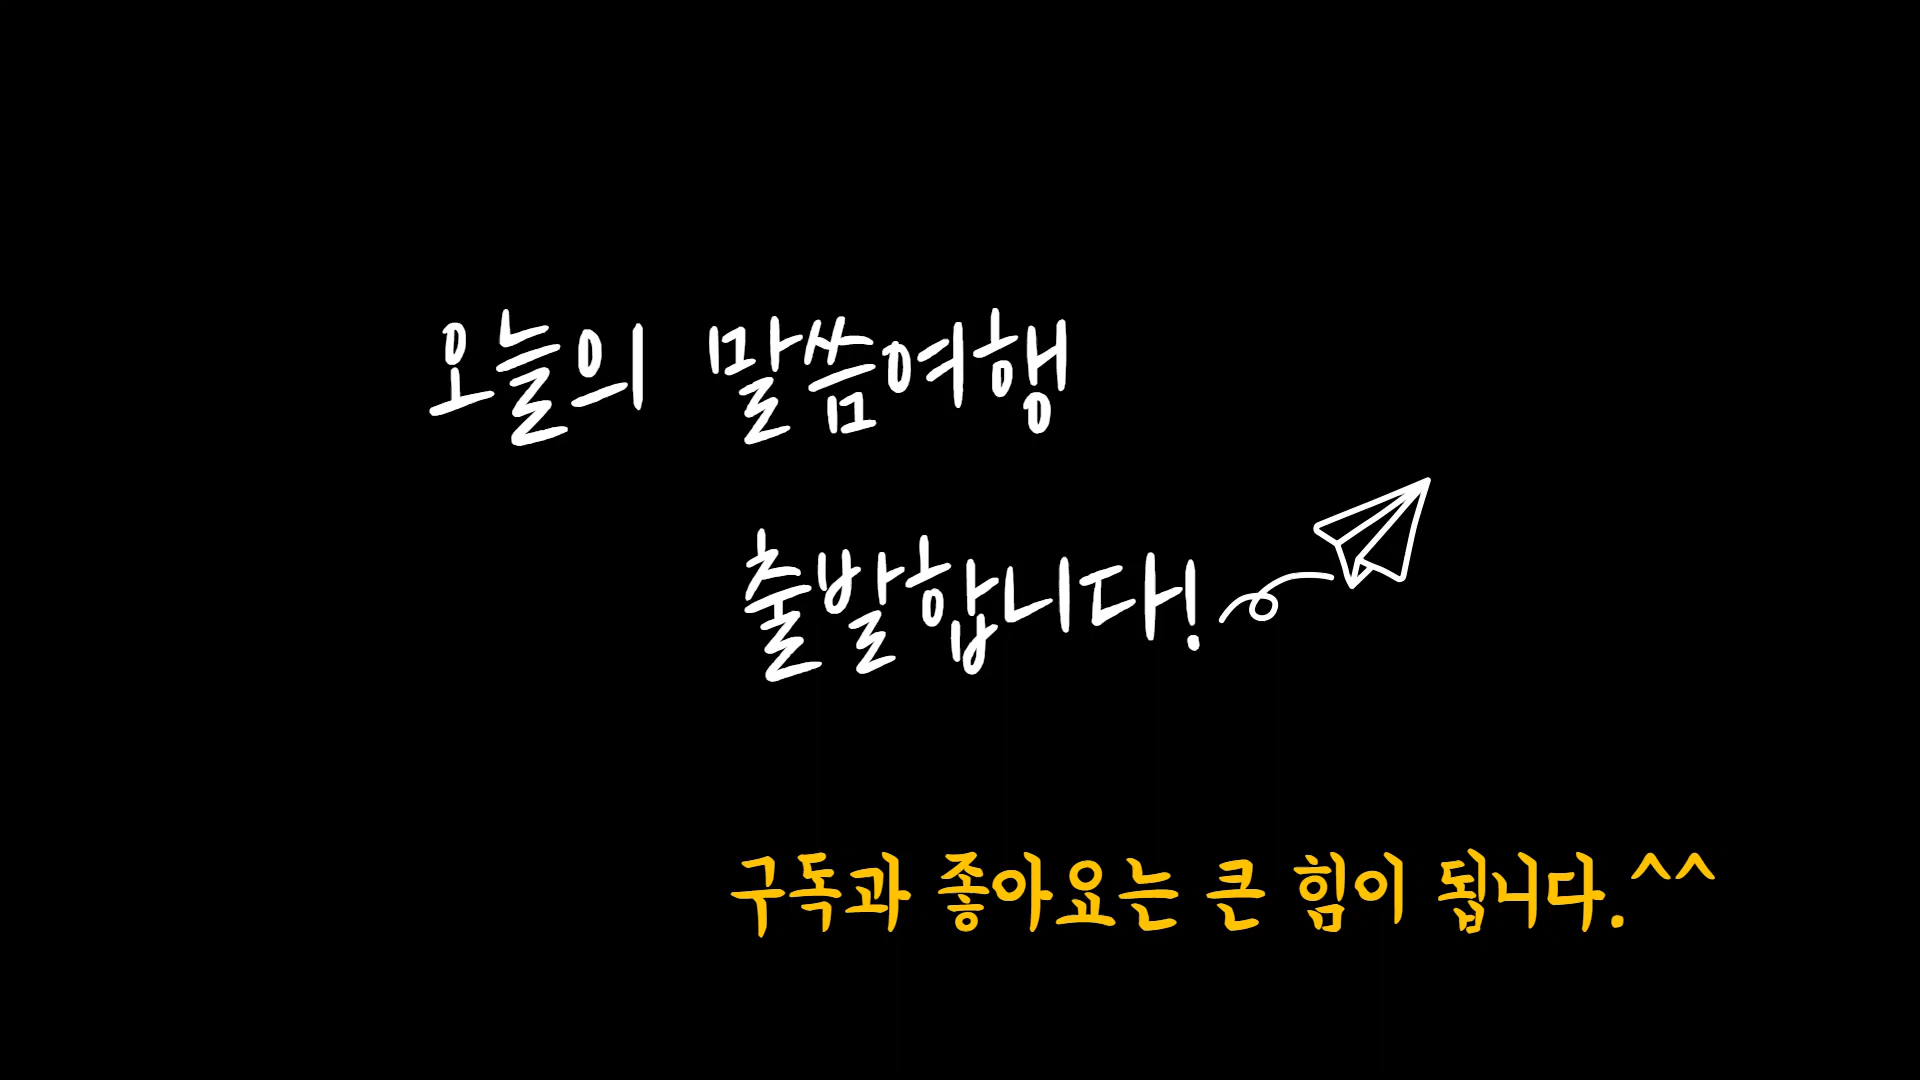 오늘의 말씀여행
출발합니다!
구독과 좋아요는 큰 힘이 됩니다.^^